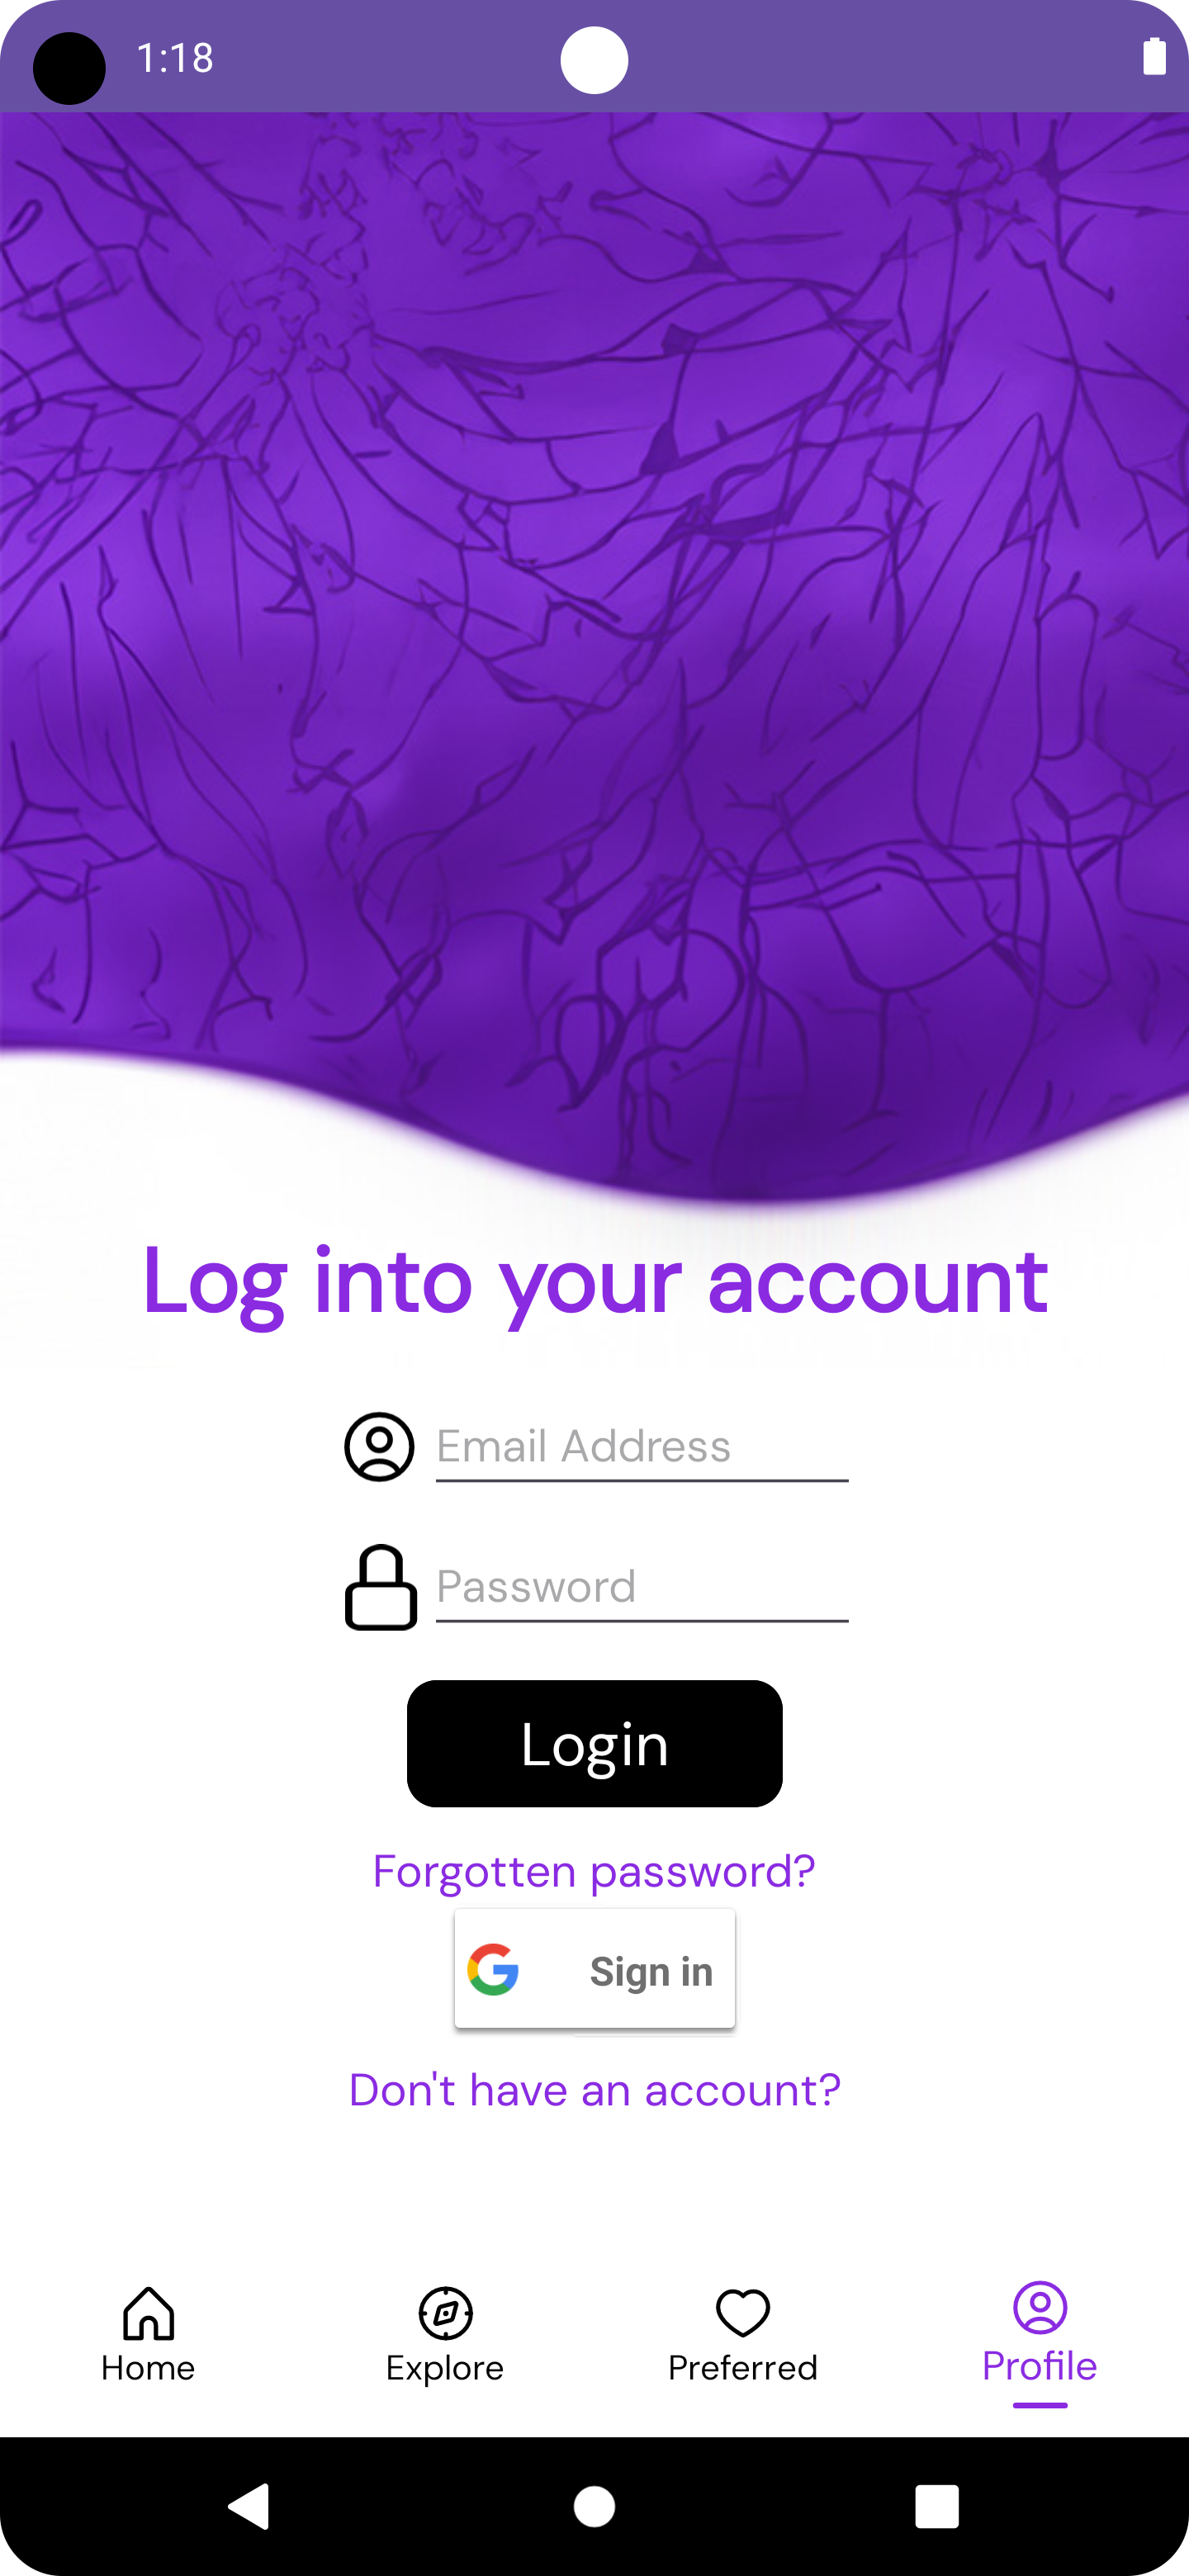 1:18
Log into your account
Email Address
Password
Login
Forgotten password?
Sign in
Don't have an account?
Home
Explore
Preferred
Profile